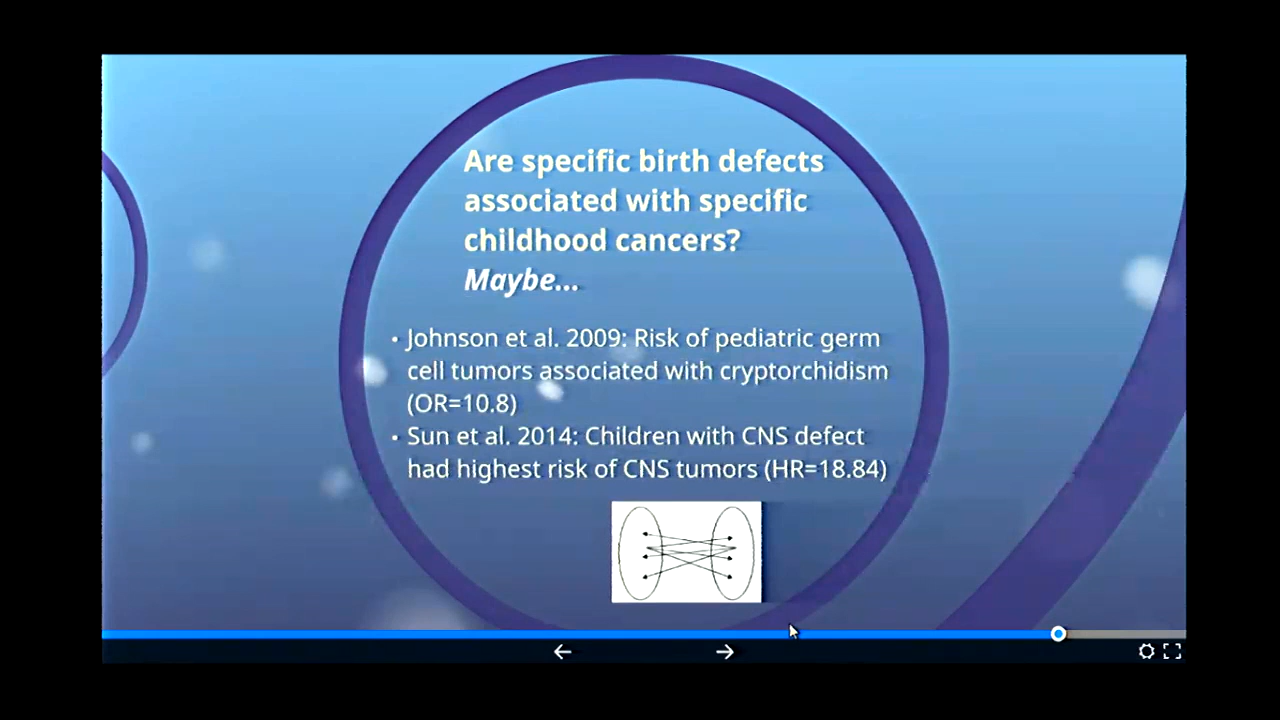 Are specific birth defects
associated with specific
childhood cancers?
Maybe...
• Johnson et al. 2009: Risk of pediatric germ
cell tumors associated with cryptorchidism
(OR=10.8)
• Sun et al. 2014: Children with CNS defect
had highest risk of CNS tumors (HR=18.84)